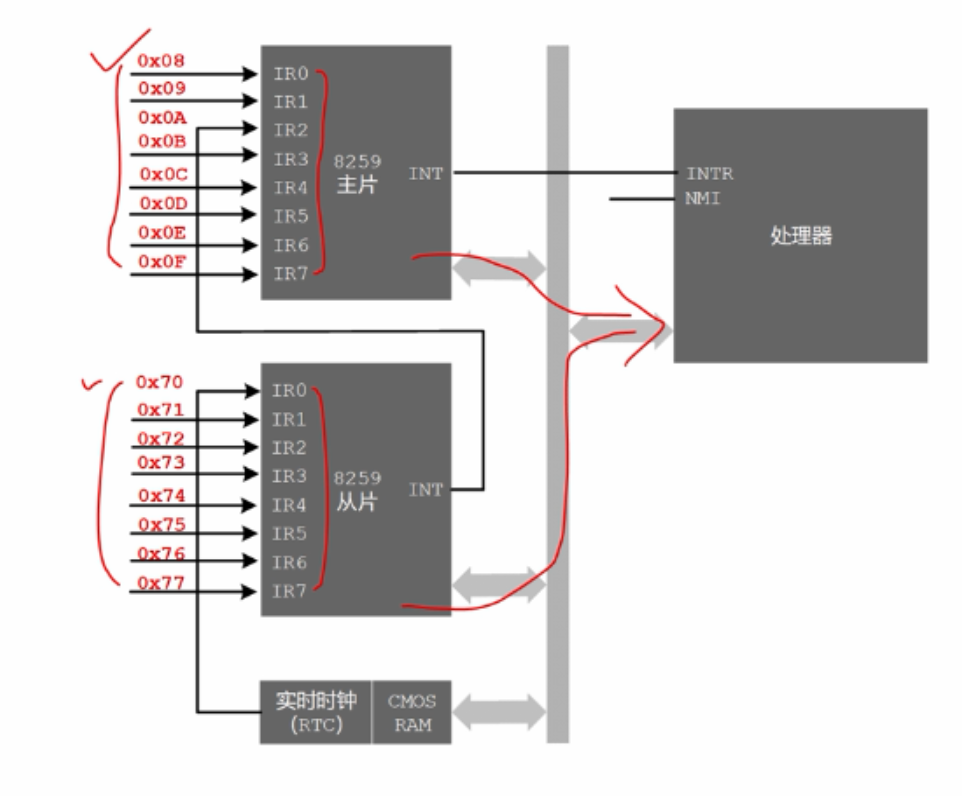 0x08
0x09
0x0A
0x0B
0x0C
0x0D
0x0E
0x0F
IR0
IR1
IR2
IR3
IR4
IR5
IR6
IR7
8259
主片
INT
INTR
NMI
处理器
0x70
0x71
0x72
0x73
0x74
0x75
0x76
0x77
IR0
IR1
IR2
IR3
IR4
IR5
IR6
IR7
8259
从片
INT
实时时钟
(RTC)
CMOS
RAM